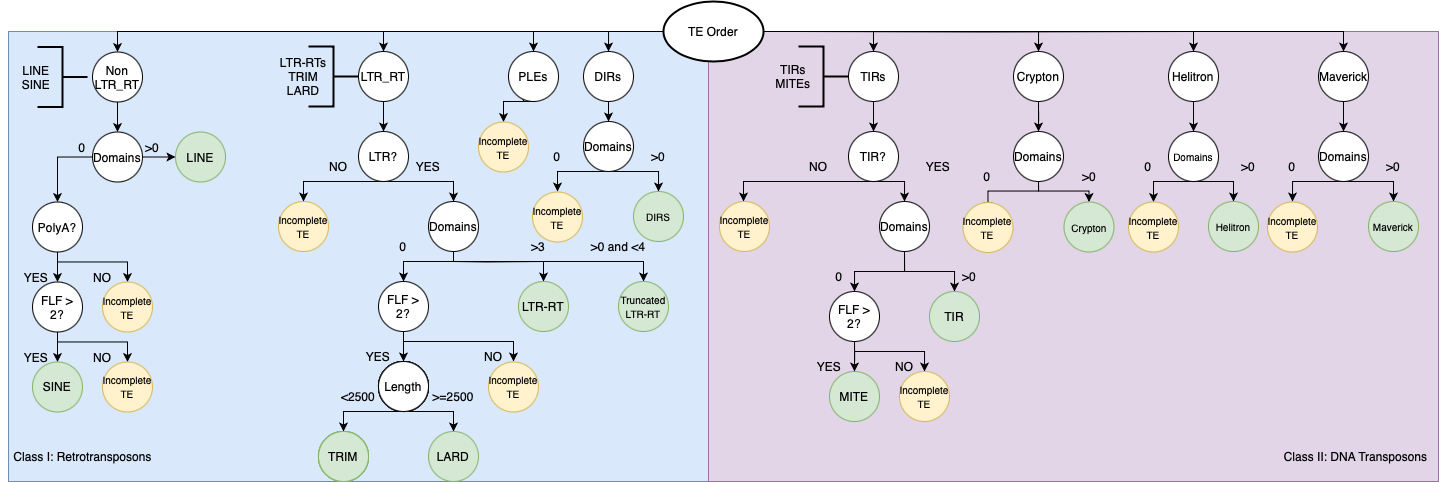 TE Order
LINE
SINE
Non
LTR_RT
Domains
0
>0
LINE
PolyA?
YES
NO
FLF >
2?
Incomplete
TE
YES
NO
SINE
Incomplete
TE
LTR-RTs
TRIM
LARD
LTR_RT
LTR?
NO
YES
Incomplete
TE
Domains
0
>3
>0 and <4
FLF >
2?
LTR-RT
Truncated
LTR-RT
YES
NO
Length
Incomplete
TE
<2500
>=2500
TRIM
LARD
PLEs
Incomplete
TE
DIRs
Domains
0
>0
Incomplete
TE
DIRS
Class I: Retrotransposons
TIRs
MITEs
TIRs
TIR?
NO
YES
Incomplete
TE
Domains
0
>0
FLF >
2?
TIR
YES
NO
MITE
Incomplete
TE
Crypton
Domains
0
>0
Incomplete
TE
Crypton
Helitron
Domains
0
>0
Incomplete
TE
Helitron
Maverick
Domains
0
>0
Incomplete
TE
Maverick
Class II: DNA Transposons